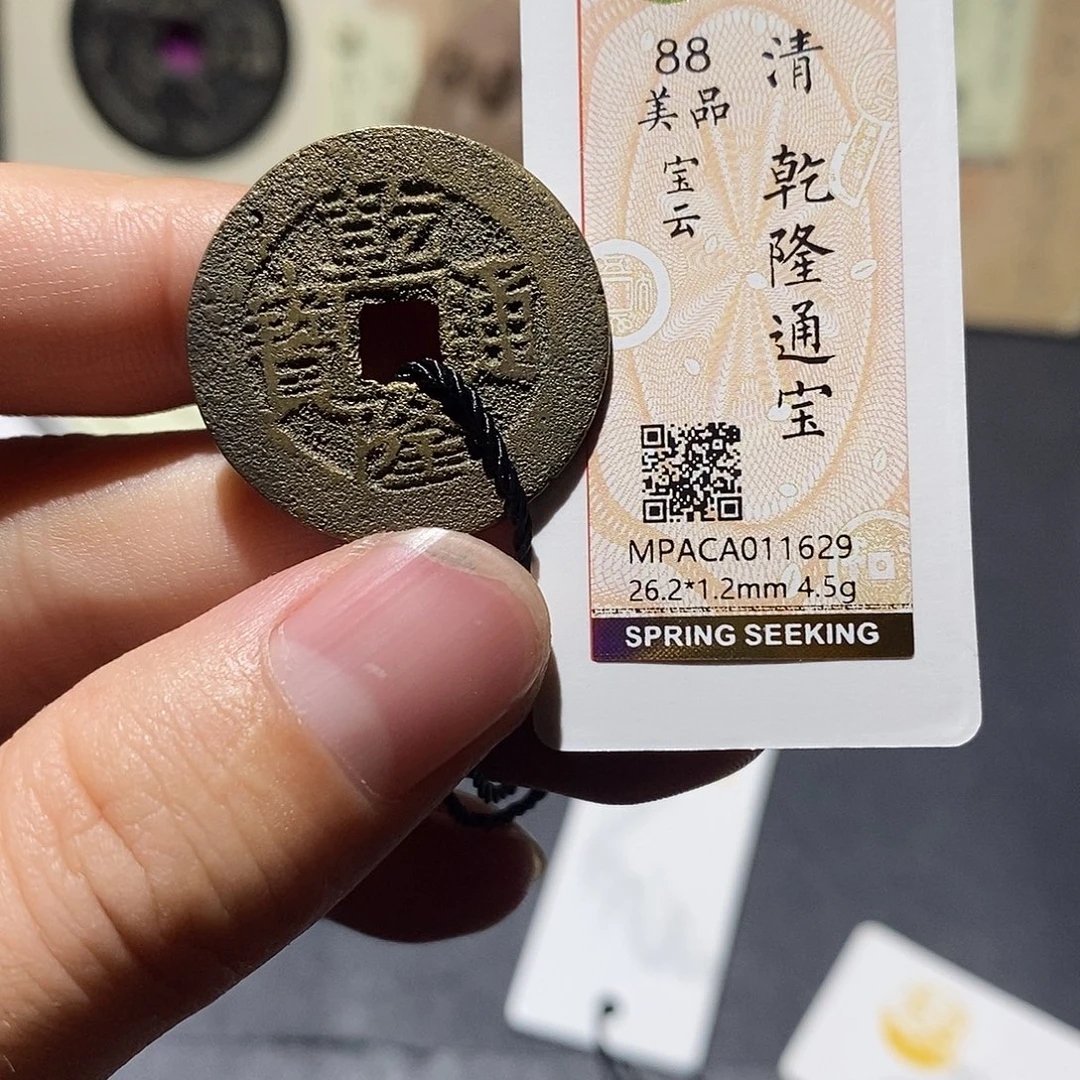 乾隆通寳
清 乾隆通宝
88
美品
宝云
MPACA011629
26.2*1.2mm 4.5g
SPRING SEEKING